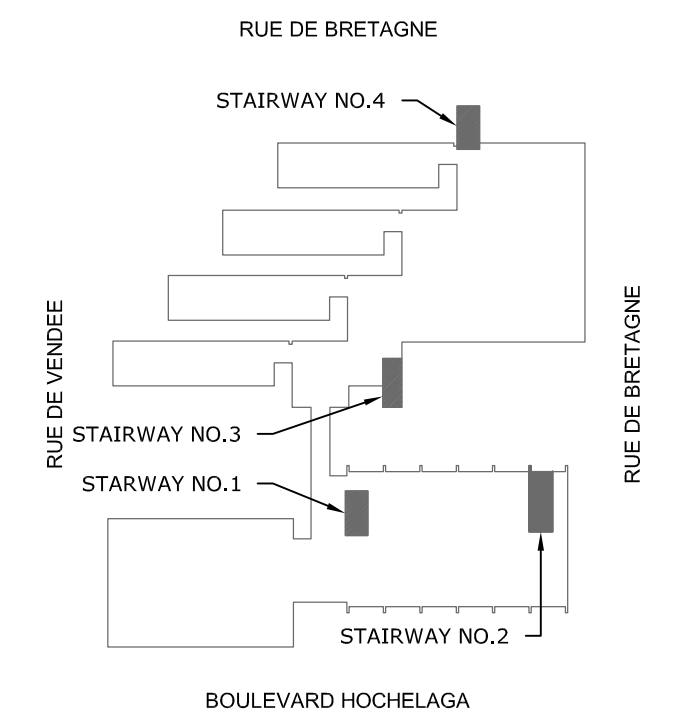 RUE DE BRETAGNE
STAIRWAY NO.4
RUE DE VENDEE
RUE DE BRETAGNE
STAIRWAY NO.3
STARWAY NO.1
STAIRWAY NO.2
BOULEVARD HOCHELAGA